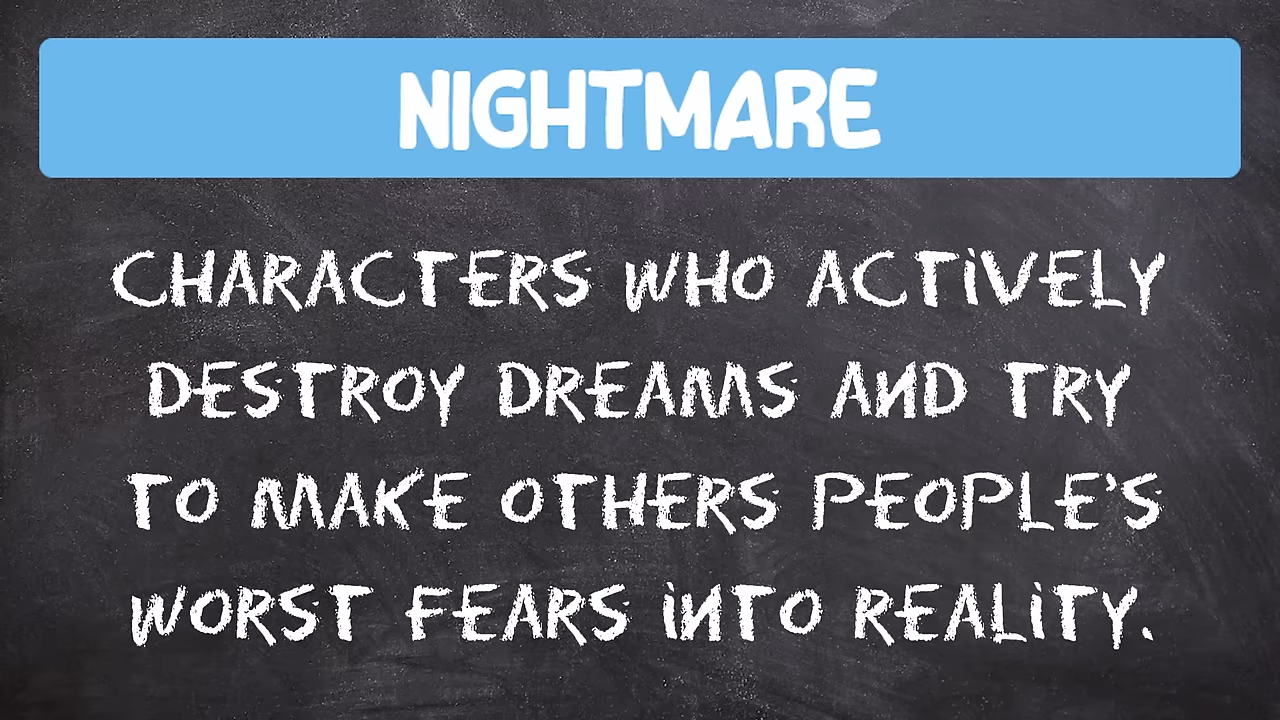 NIGHTMARE
CHARACTERS WHO ACTiVELY
DESTROY DREAMS AND TRY
TO MAKE OTHERS PEOPLE'S
WORST FEARS iNTO REALiTY.